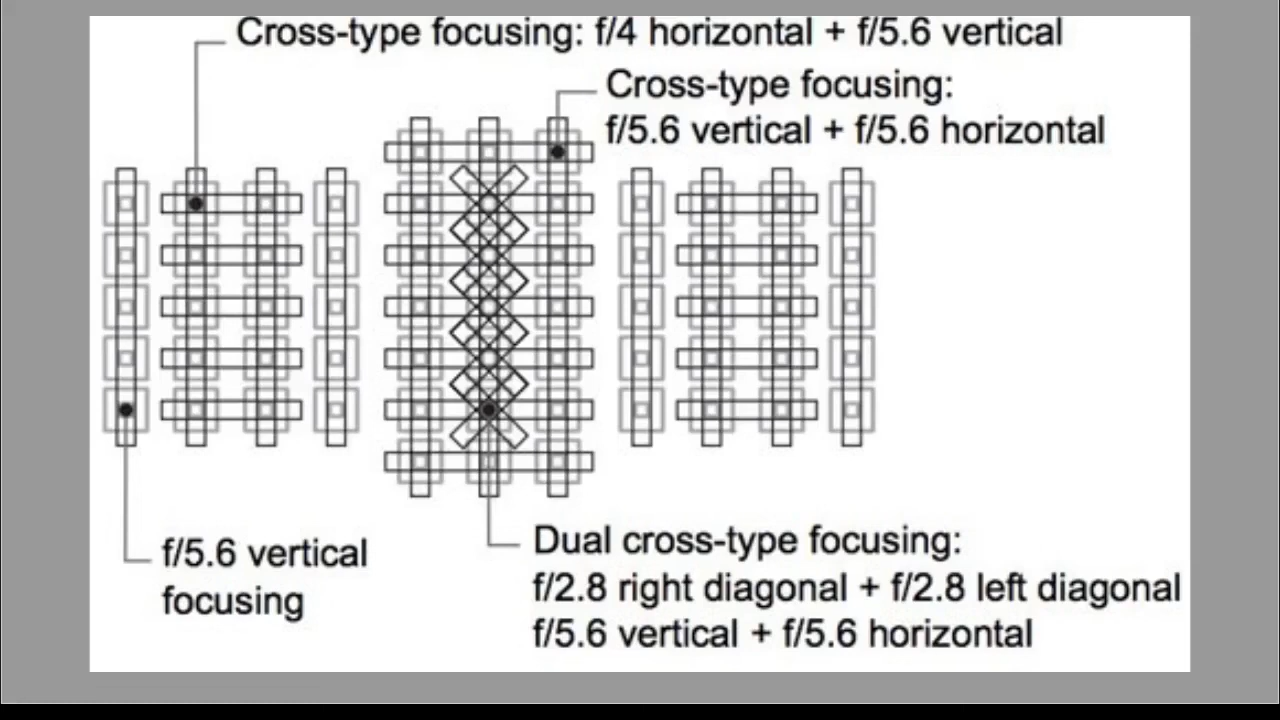 Cross-type focusing: f/4 horizontal + f/5.6 vertical
Cross-type focusing:
f/5.6 vertical + f/5.6 horizontal
f/5.6 vertical
focusing
Dual cross-type focusing:
f/2.8 right diagonal + f/2.8 left diagonal
f/5.6 vertical + f/5.6 horizontal